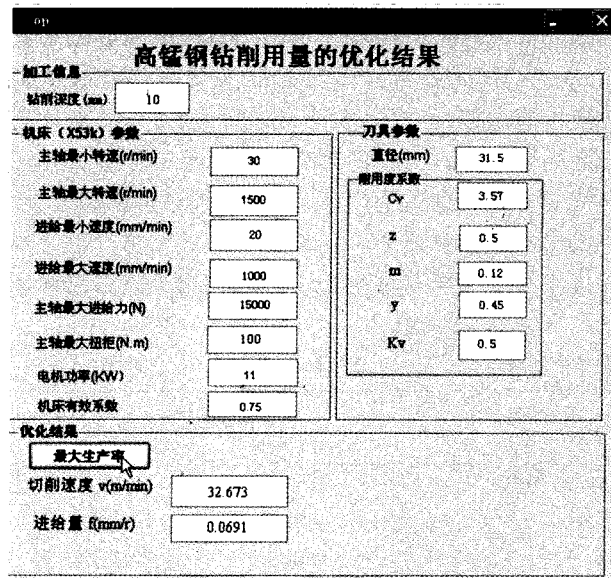 op
高锰钢钻削用量的优化结果
加工信息
钻削深度(mm) 10
机床（X53k）参数
主轴最小转速(r/min) 30
主轴最大转速(r/min) 1500
进给最小速度(mm/min) 20
进给最大速度(mm/min) 1000
主轴最大进给力(N) 15000
主轴最大扭柜(N.m) 100
电机功率(KW) 11
机床有效系数 0.75
刀具参数
直径(mm) 31.5
耐用度系数
Cv 3.57
z 0.5
m 0.12
y 0.45
Kv 0.5
优化结果
最大生产率
切削速度 v(m/min) 32.673
进给量 f(mm/r) 0.0691